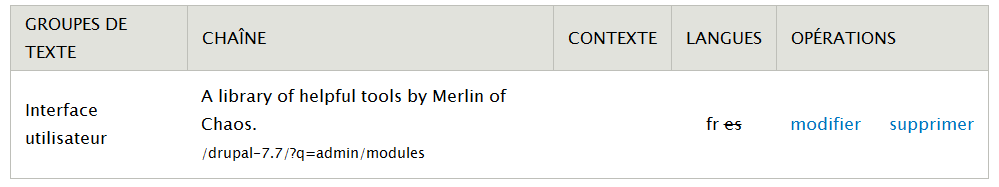 GROUPES DE
TEXTE
CHAÎNE
CONTEXTE
LANGUES
OPÉRATIONS
Interface
utilisateur
A library of helpful tools by Merlin of
Chaos.
/drupal-7.7/?q=admin/modules
fr es
modifier
supprimer